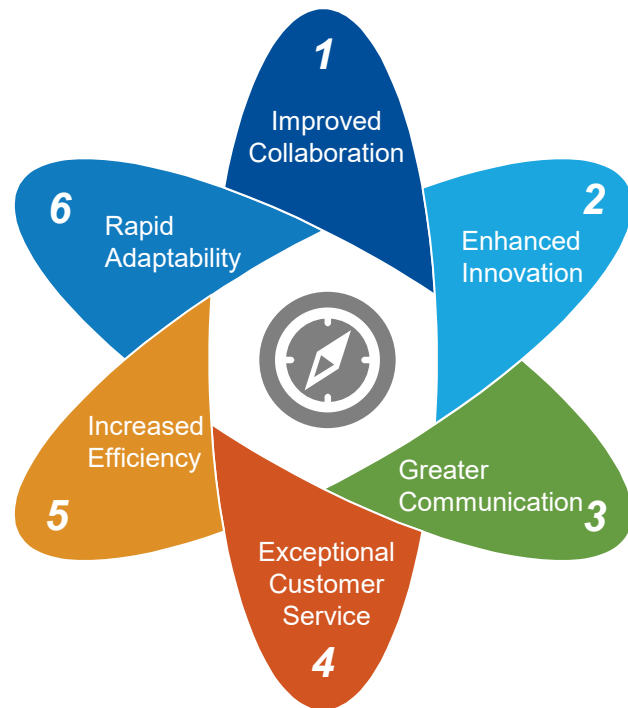 1
Improved
Collaboration
2
Enhanced
Innovation
3
Greater
Communication
4
Exceptional
Customer
Service
5
Increased
Efficiency
6
Rapid
Adaptability